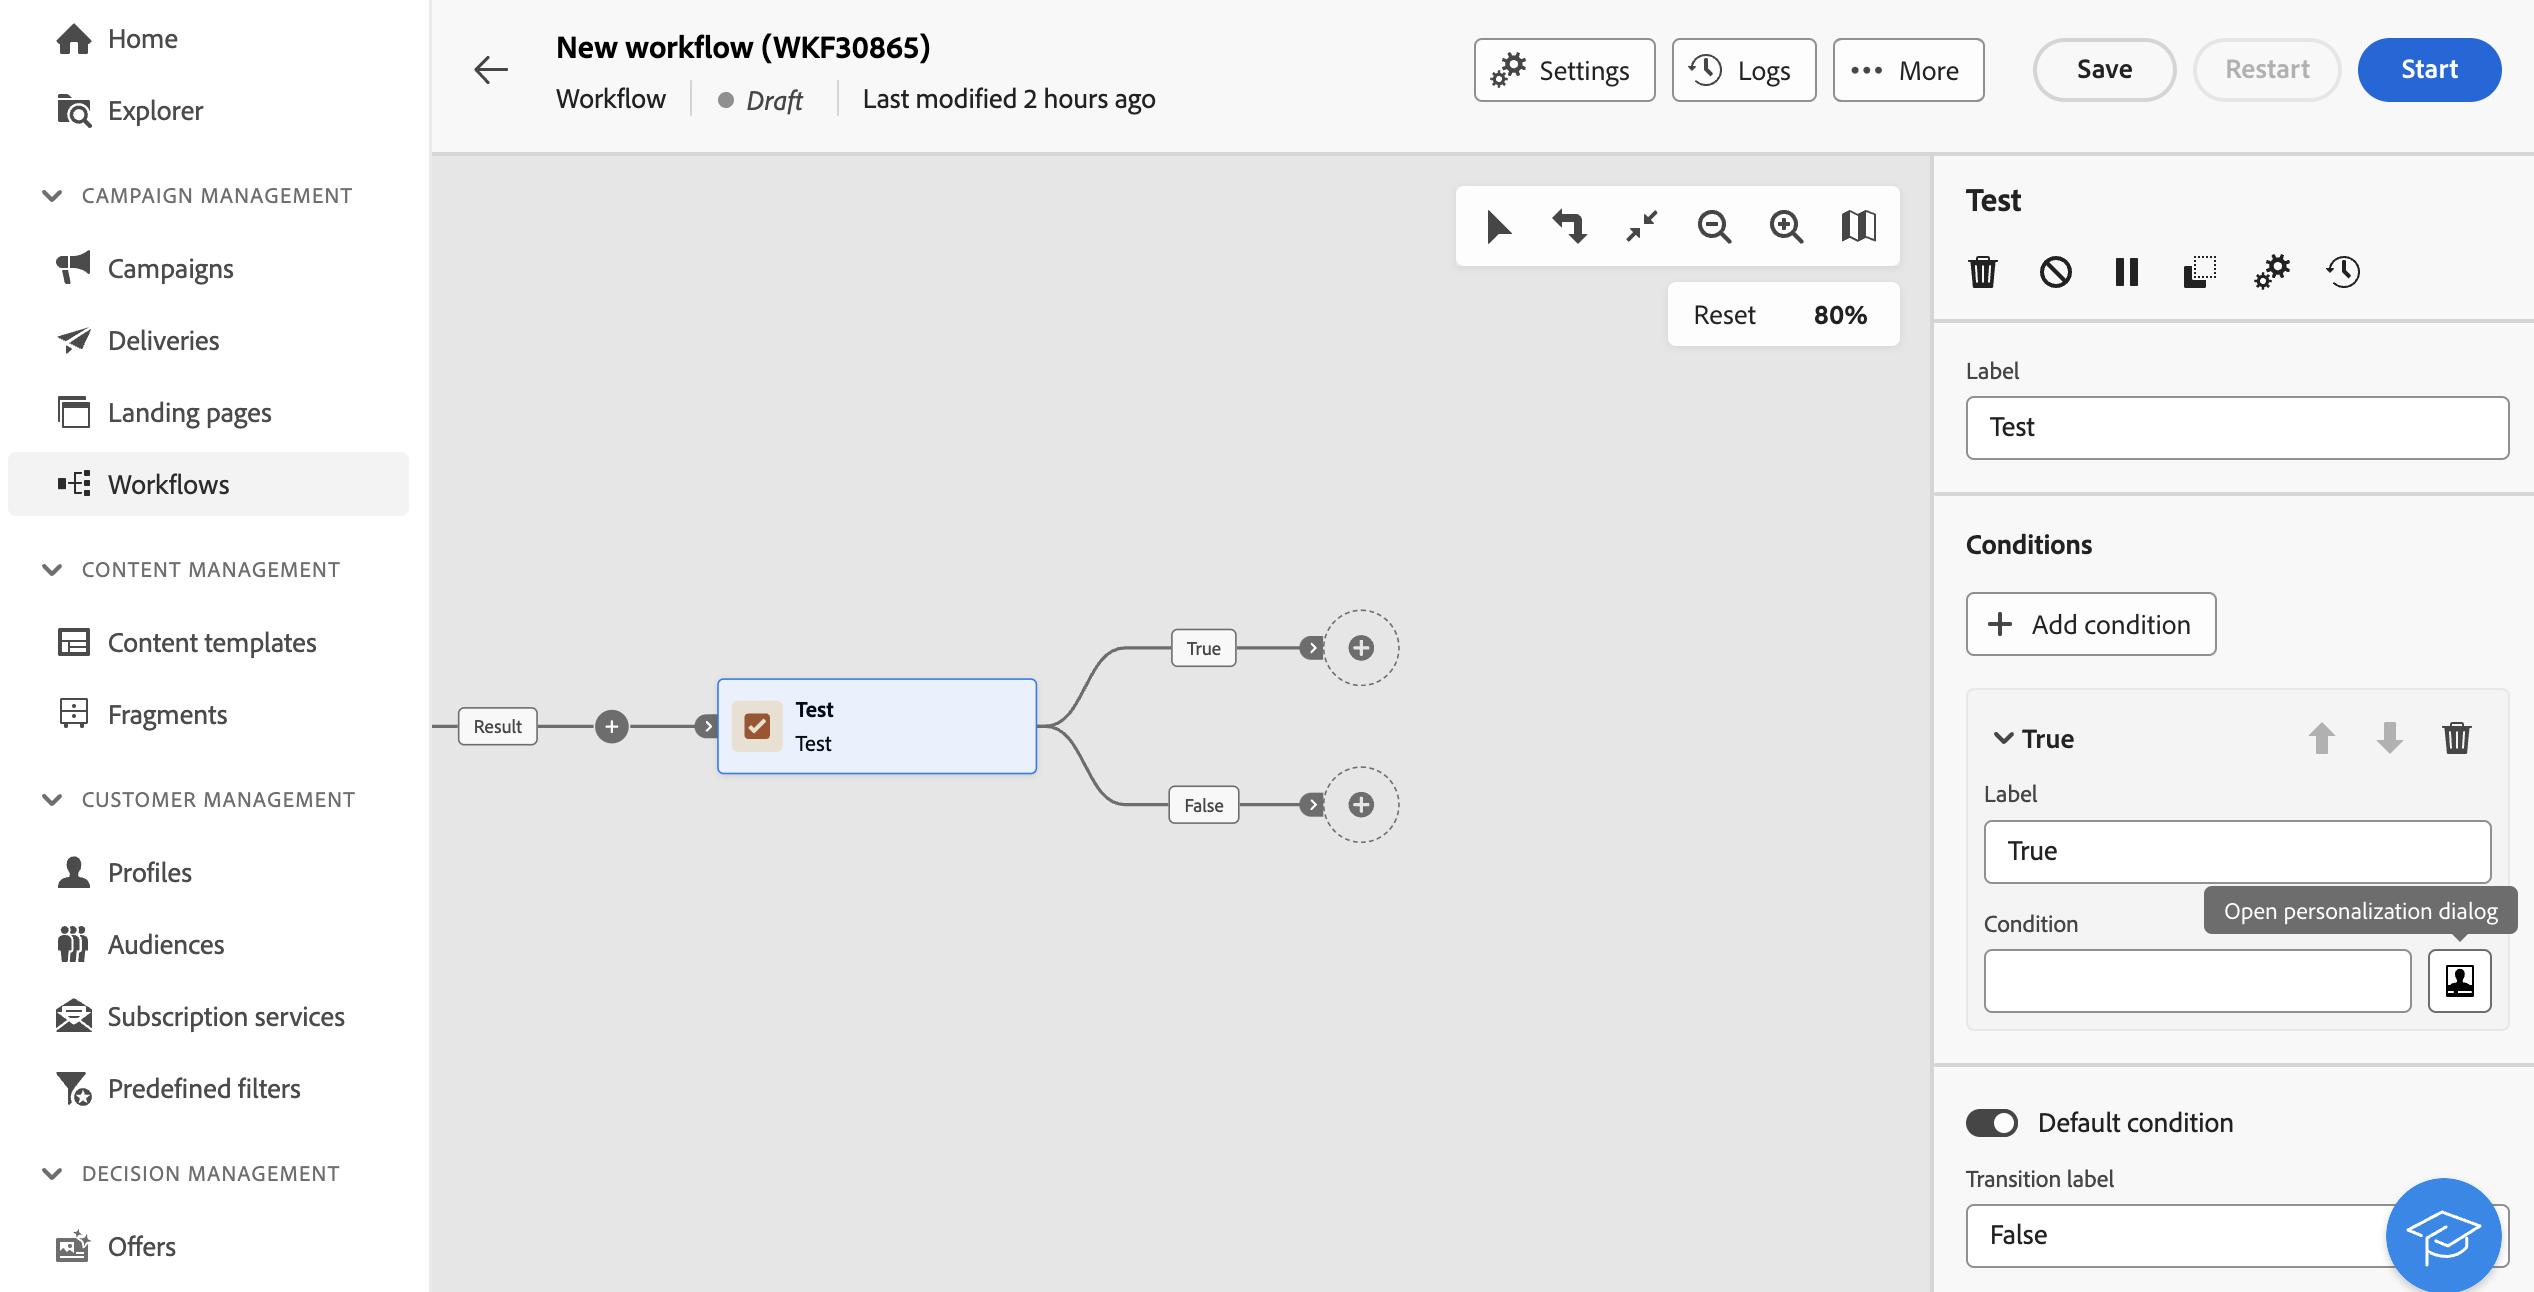 Home
Explorer
CAMPAIGN MANAGEMENT
Campaigns
Deliveries
Landing pages
Workflows
CONTENT MANAGEMENT
Content templates
Fragments
CUSTOMER MANAGEMENT
Profiles
Audiences
Subscription services
Predefined filters
DECISION MANAGEMENT
Offers
New workflow (WKF30865)
Workflow
Draft
Last modified 2 hours ago
Settings
Logs
More
Save
Restart
Start
Reset 80%
Result
Test
Test
True
False
Test
Label
Test
Conditions
Add condition
True
Label
True
Open personalization dialog
Condition
Default condition
Transition label
False